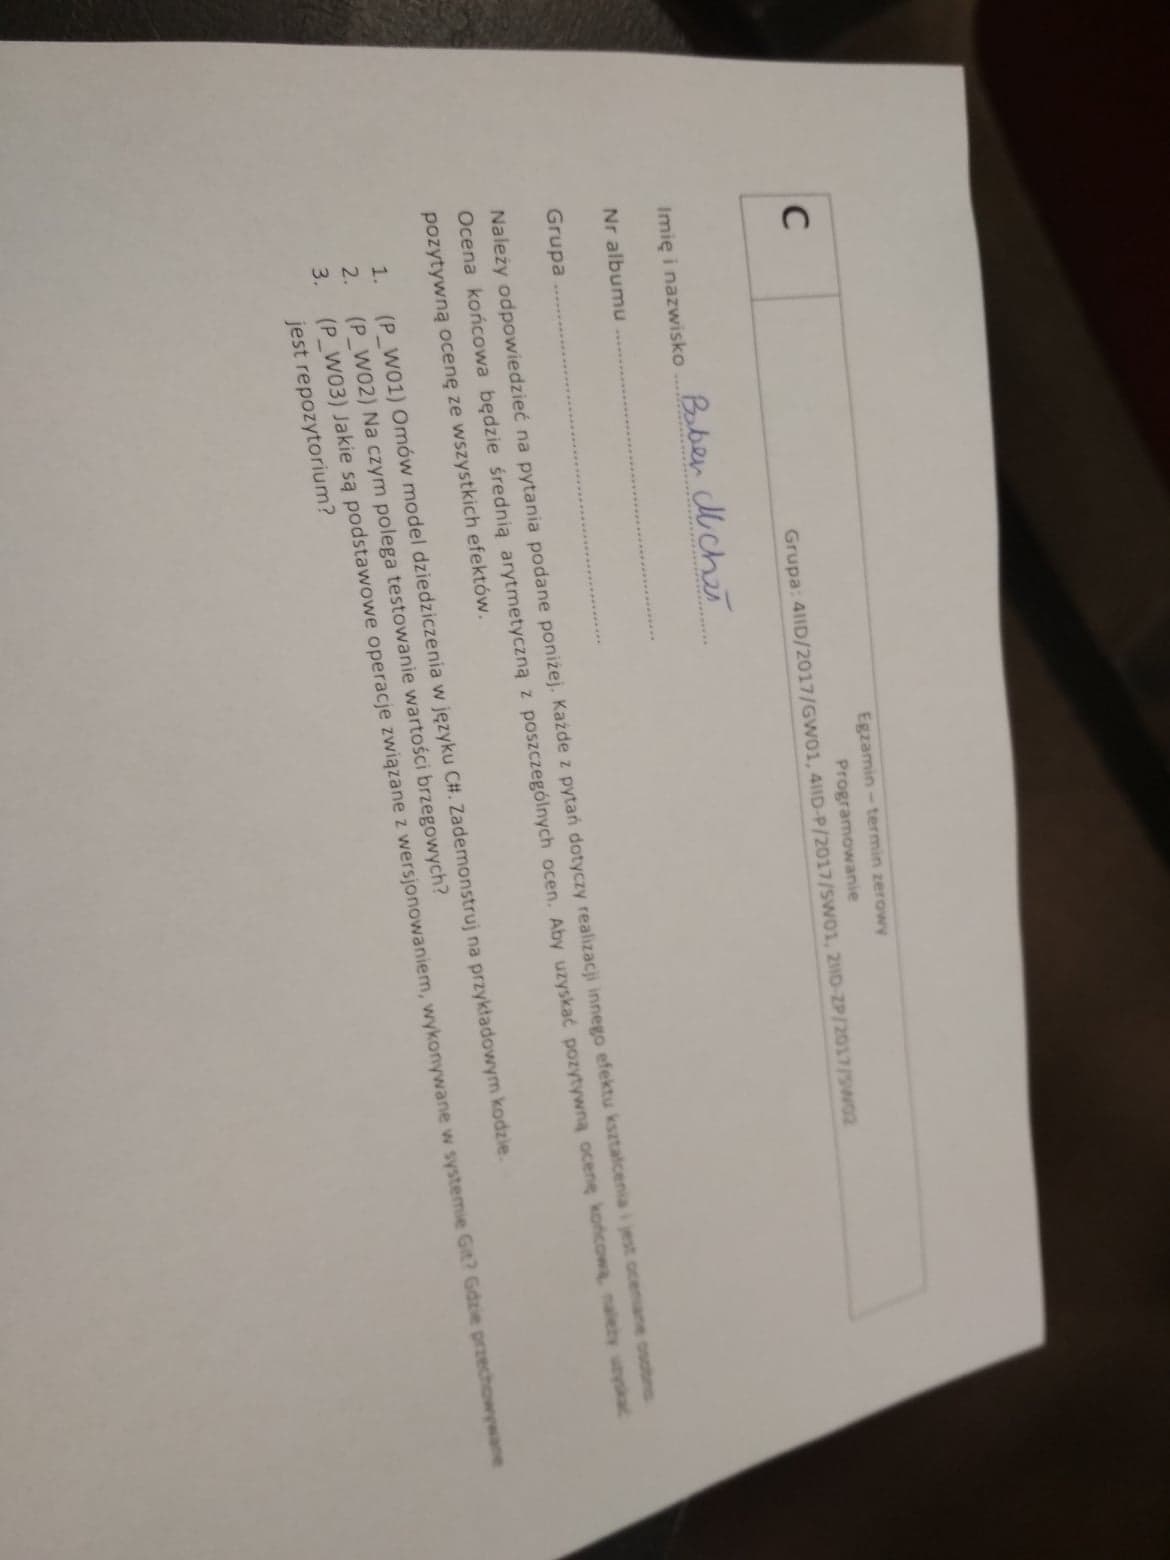 C
Egzamin – termin zerowy
Programowanie
Grupa: 4IID/2017/GW01, 4IID-P/2017/SW01, 2IID-ZP/2017/SW02
Imię i nazwisko .... Michał
Nr albumu ....
Grupa ....
Należy odpowiedzieć na pytania podane poniżej. Każde z pytań dotyczy realizacji innego efektu kształcenia i jest oceniane osobno.
Ocena końcowa będzie średnią arytmetyczną z poszczególnych ocen. Aby uzyskać pozytywną ocenę końcową, należy uzyskać
pozytywną ocenę ze wszystkich efektów.
1. (P_W01) Omów model dziedziczenia w języku C#. Zademonstruj na przykładowym kodzie.
2. (P_W02) Na czym polega testowanie wartości brzegowych?
3. (P_W03) Jakie są podstawowe operacje związane z wersjonowaniem, wykonywane w systemie Git? Gdzie przechowywane
jest repozytorium?